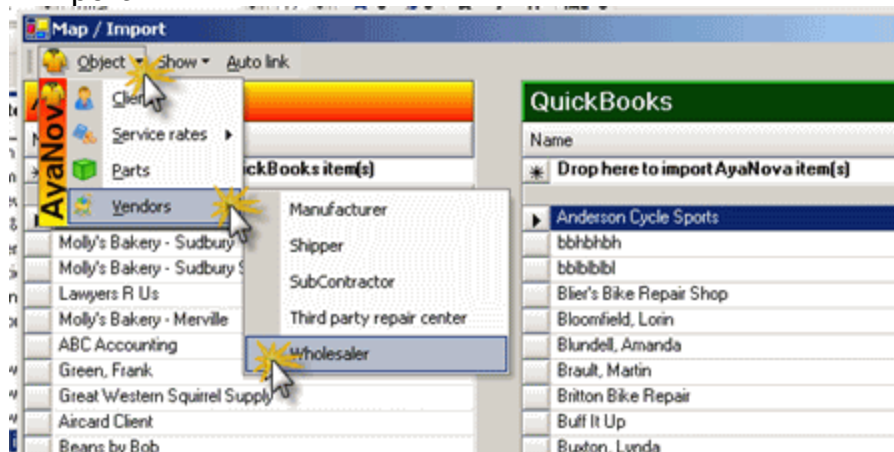 Map / Import
Object Show Auto link
AyaNov
Service rates
Parts
Vendors
Manufacturer
Shipper
SubContractor
Third party repair center
Wholesaler
ickBooks item(s)
Molly's Bakery - Sudbury
Molly's Bakery - Sudbury S
Lawyers R Us
Molly's Bakery - Merville
ABC Accounting
Green, Frank
Great Western Squirrel Supply
Aircard Client
Beans by Bob
QuickBooks
Name
Drop here to import AyaNova item(s)
Anderson Cycle Sports
bbhbhbh
Blier's Bike Repair Shop
Bloomfield, Lorin
Blundell, Amanda
Brault, Martin
Britton Bike Repair
Buff It Up
Buxton, Lynda